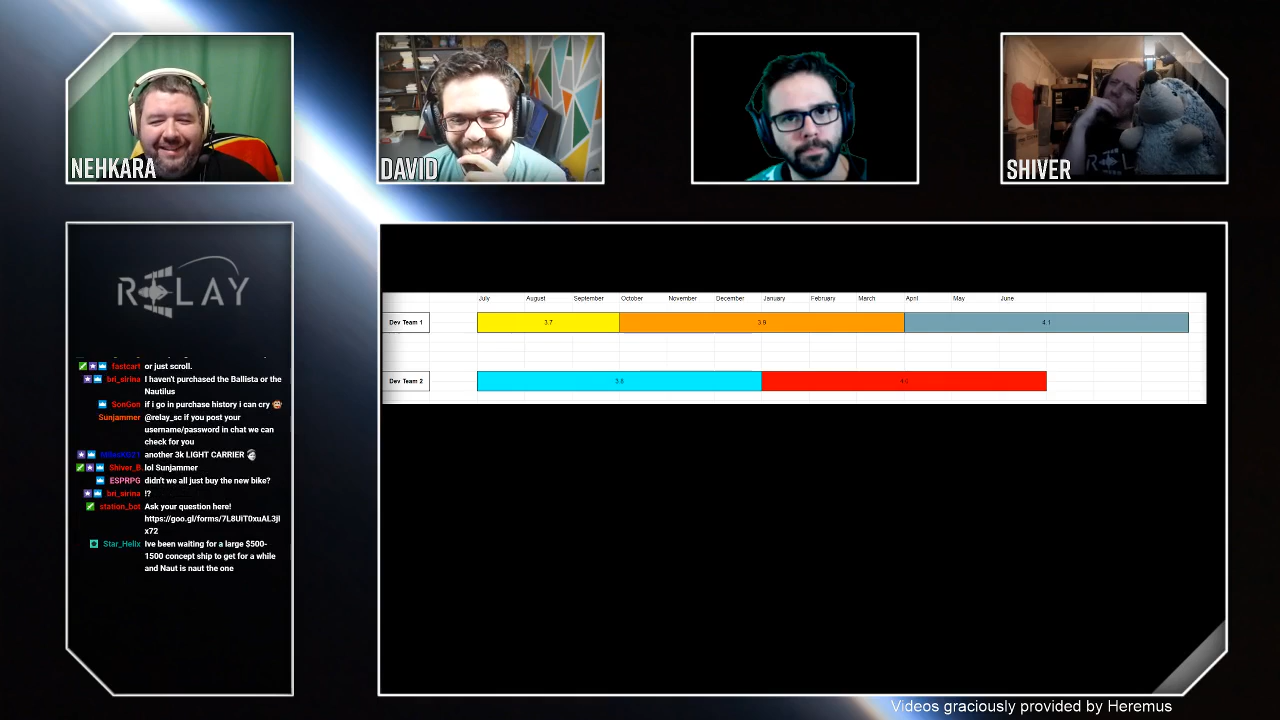 NEHKARA
DAVID
SHIVER
RELAY
fastcart or just scroll.
bri_sirina I haven't purchased the Ballista or the
Nautilus
SonGon if i go in purchase history i can cry
Sunjammer @relay_sc if you post your
username/password in chat we can
check for you
another 3k LIGHT CARRIER
Shiver_B lol Sunjammer
ESPRPG didn't we all just buy the new bike?
bri_sirina !?
station_bot Ask your question here!
https://goo.gl/forms/7L8UiT0xuAL3jI
x72
Star_Helix Ive been waiting for a large $500-
1500 concept ship to get for a while
and Naut is naut the one
July August September October November December January February March April May June
Dev Team 1 3.7 3.9 4.1
Dev Team 2 3.8 4.0
Videos graciously provided by Heremus